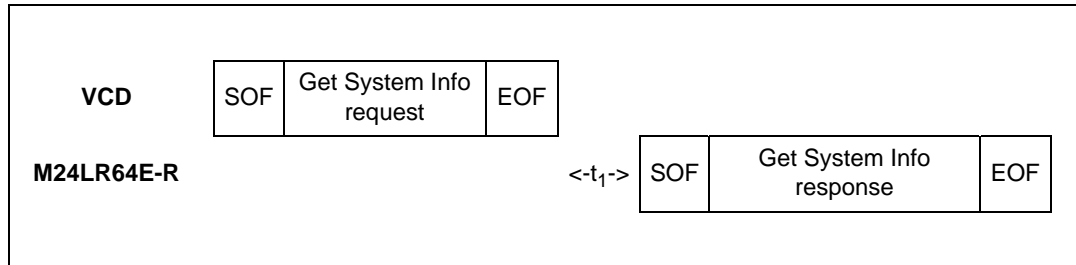 VCD
SOF
Get System Info
request
EOF
M24LR64E-R
<-t₁->
SOF
Get System Info
response
EOF